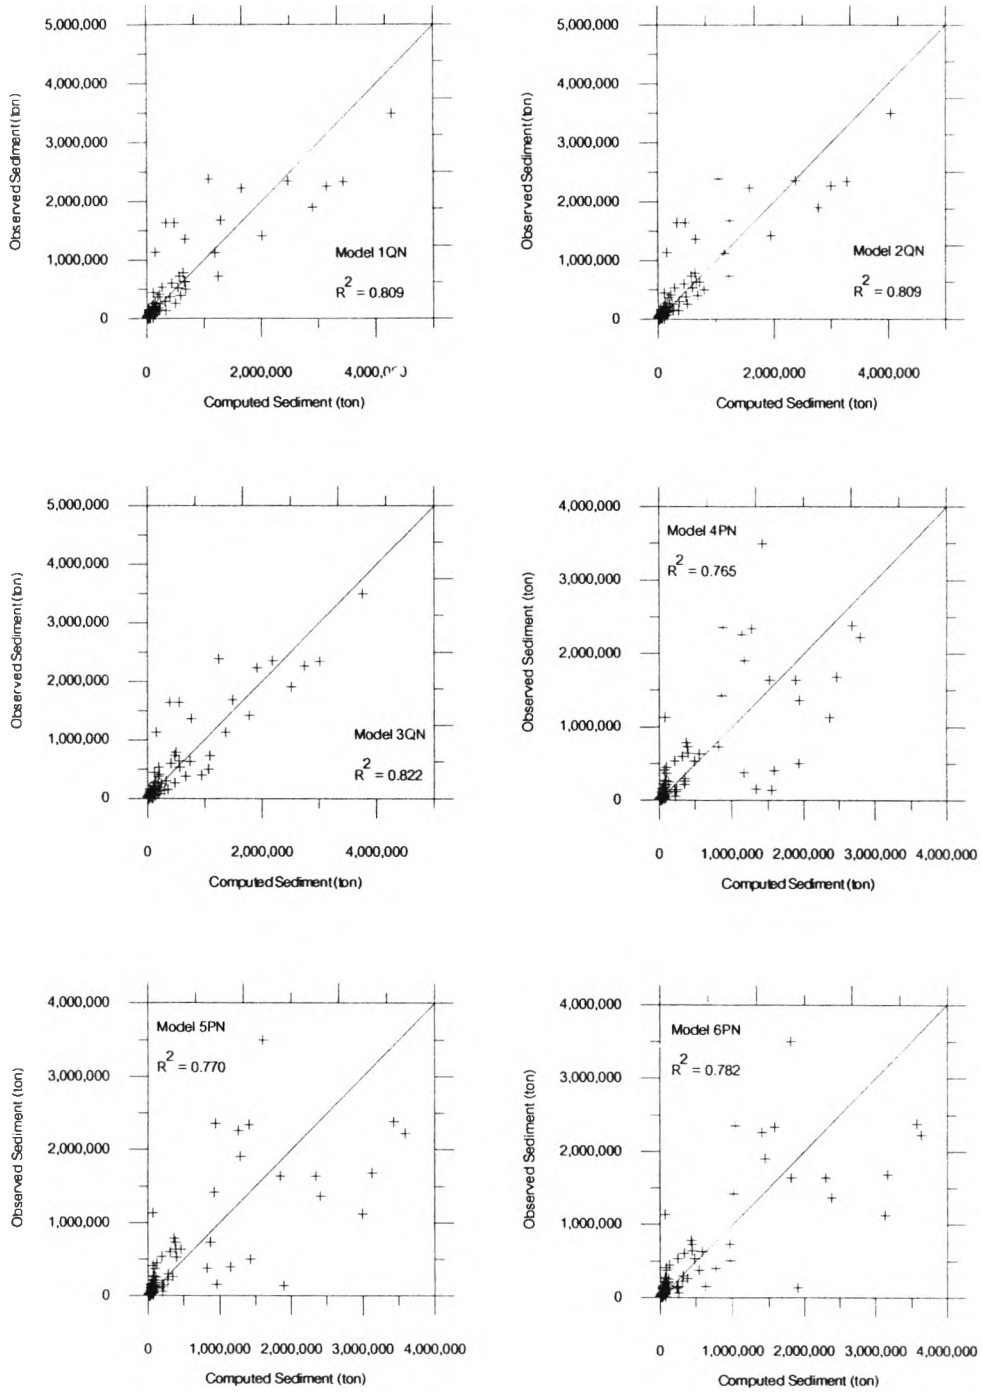 5,000,000
4,000,000
3,000,000
2,000,000
1,000,000
0
Observed Sediment (ton)
Model 1QN
R2 = 0.809
0 2,000,000
Computed Sediment (ton)
5,000,000
4,000,000
3,000,000
2,000,000
1,000,000
0
Observed Sediment (ton)
Model 2QN
R2 = 0.809
0 2,000,000 4,000,000
Computed Sediment (ton)
5,000,000
4,000,000
3,000,000
2,000,000
1,000,000
0
Observed Sediment (ton)
Model 3QN
R2 = 0.822
0 2,000,000 4,000,000
Computed Sediment (ton)
4,000,000
3,000,000
2,000,000
1,000,000
0
Observed Sediment (ton)
Model 4PN
R2 = 0.765
0 1,000,000 2,000,000 3,000,000 4,000,000
Computed Sediment (ton)
4,000,000
3,000,000
2,000,000
1,000,000
0
Observed Sediment (ton)
Model 5PN
R2 = 0.770
0 1,000,000 2,000,000 3,000,000 4,000,000
Computed Sediment (ton)
4,000,000
3,000,000
2,000,000
1,000,000
0
Observed Sediment (ton)
Model 6PN
R2 = 0.782
0 1,000,000 2,000,000 3,000,000 4,000,000
Computed Sediment (ton)